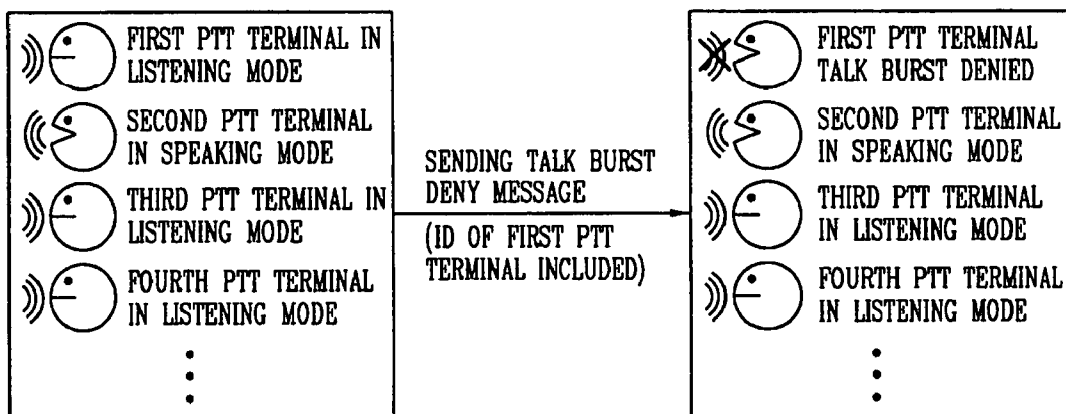 FIRST PTT TERMINAL IN
LISTENING MODE
SECOND PTT TERMINAL
IN SPEAKING MODE
THIRD PTT TERMINAL IN
LISTENING MODE
FOURTH PTT TERMINAL
IN LISTENING MODE
SENDING TALK BURST
DENY MESSAGE
(ID OF FIRST PTT
TERMINAL INCLUDED)
FIRST PTT TERMINAL
TALK BURST DENIED
SECOND PTT TERMINAL
IN SPEAKING MODE
THIRD PTT TERMINAL
IN LISTENING MODE
FOURTH PTT TERMINAL
IN LISTENING MODE